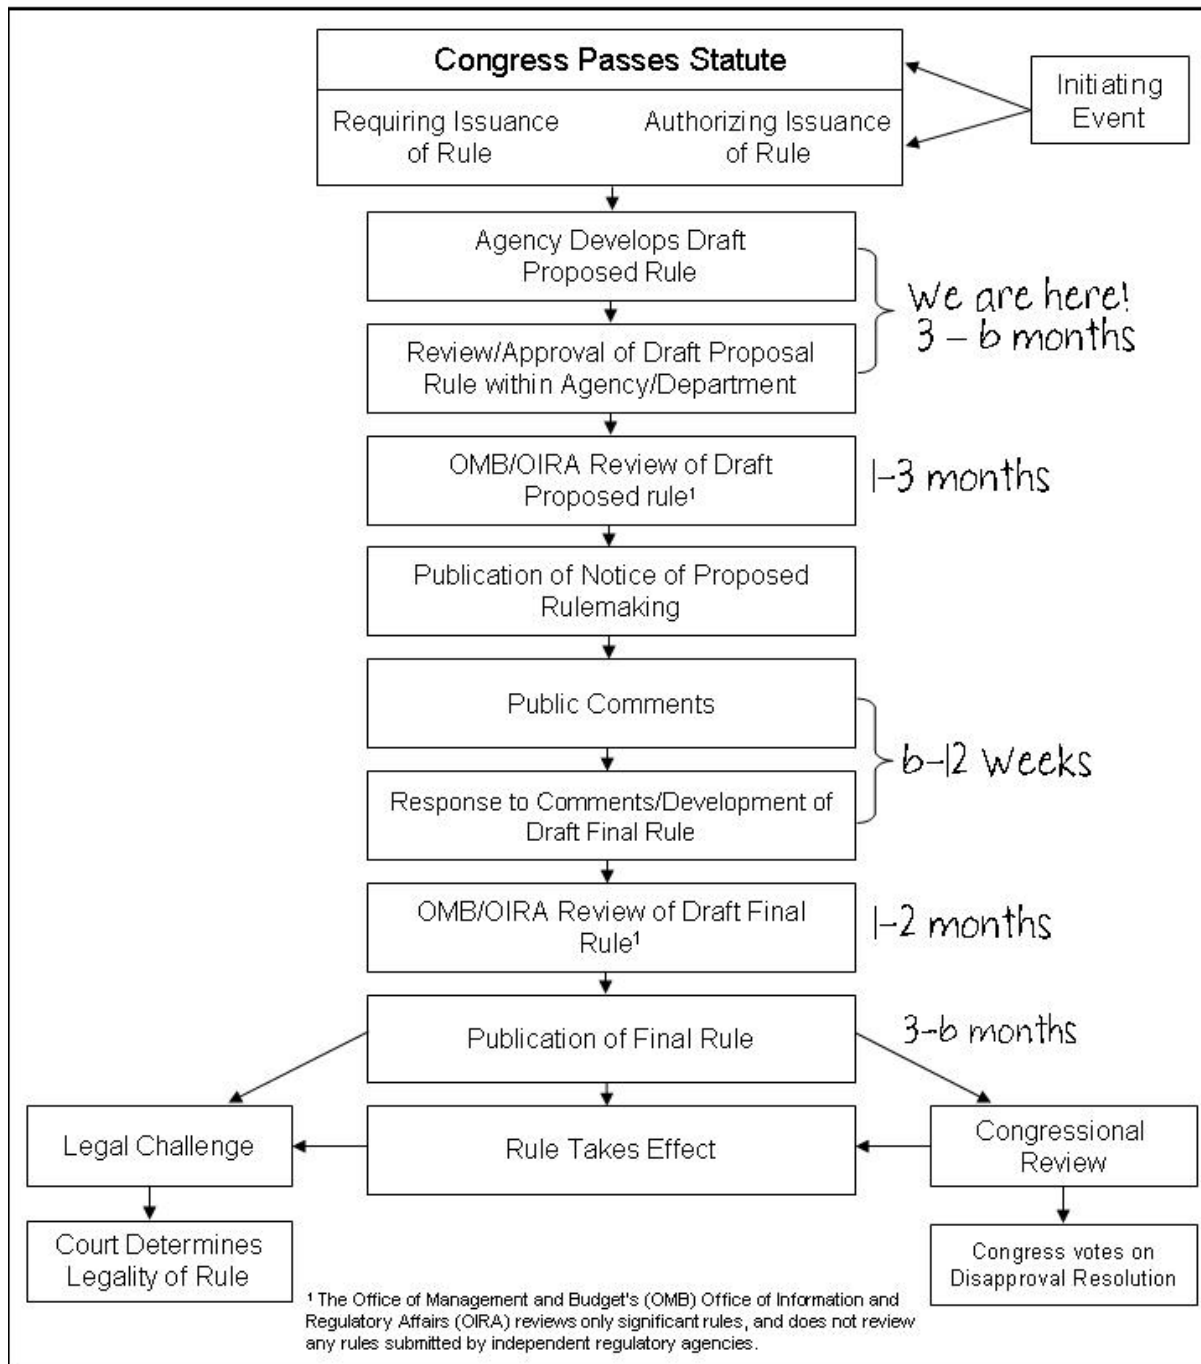 Congress Passes Statute
Requiring Issuance
of Rule
Authorizing Issuance
of Rule
Initiating
Event
Agency Develops Draft
Proposed Rule
We are here!
3 – 6 months
Review/Approval of Draft Proposal
Rule within Agency/Department
OMB/OIRA Review of Draft
Proposed rule¹
1-3 months
Publication of Notice of Proposed
Rulemaking
Public Comments
6-12 Weeks
Response to Comments/Development of
Draft Final Rule
OMB/OIRA Review of Draft Final
Rule¹
1-2 months
Publication of Final Rule
3-6 months
Legal Challenge
Rule Takes Effect
Congressional
Review
Court Determines
Legality of Rule
Congress votes on
Disapproval Resolution
¹ The Office of Management and Budget's (OMB) Office of Information and
Regulatory Affairs (OIRA) reviews only significant rules, and does not review
any rules submitted by independent regulatory agencies.